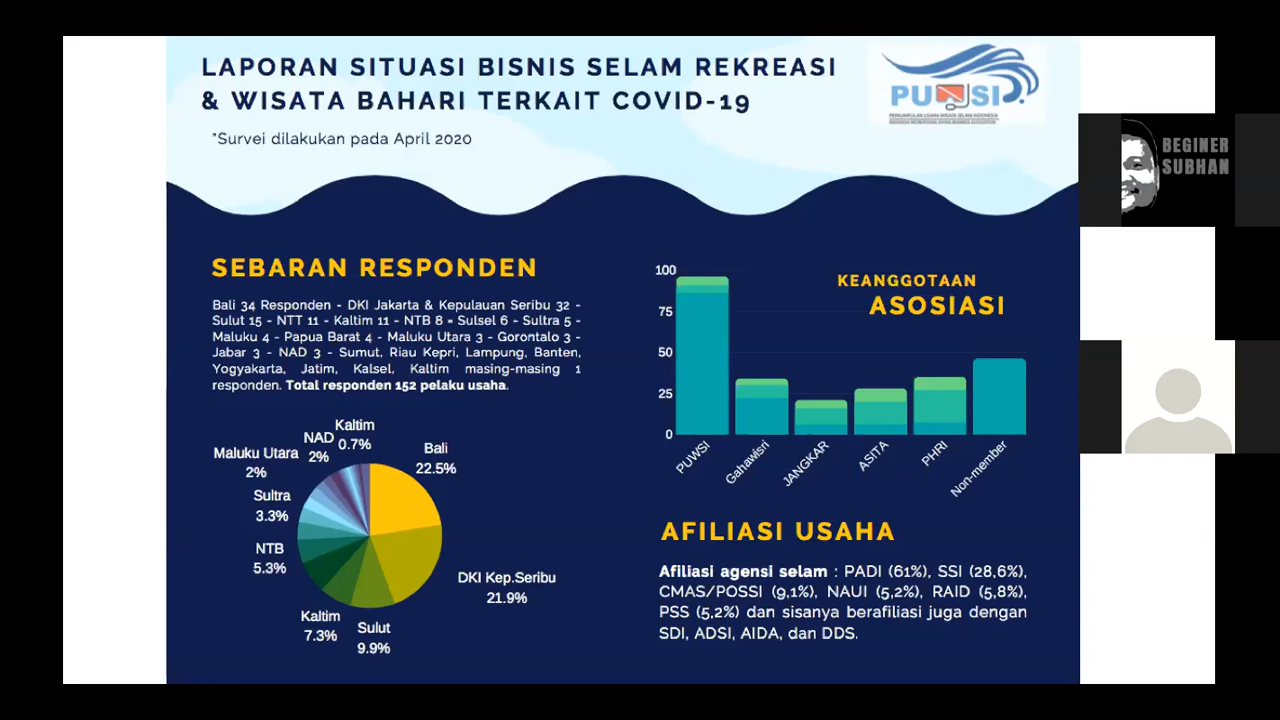 LAPORAN SITUASI BISNIS SELAM REKREASI
& WISATA BAHARI TERKAIT COVID-19
*Survei dilakukan pada April 2020
PUWSI
PERKUMPULAN USAHA WISATA SELAM INDONESIA
BEGINER
SUBHAN
SEBARAN RESPONDEN
Bali 34 Responden - DKI Jakarta & Kepulauan Seribu 32 -
Sulut 15 - NTT 11 - Kaltim 11 - NTB 8 - Sulsel 6 - Sultra 5 -
Maluku 4 - Papua Barat 4 - Maluku Utara 3 - Gorontalo 3 -
Jabar 3 - NAD 3 - Sumut, Riau Kepri, Lampung, Banten,
Yogyakarta, Jatim, Kalsel, Kaltim masing-masing 1
responden. Total responden 152 pelaku usaha.
Kaltim
0.7%
NAD
2%
Maluku Utara
2%
Sultra
3.3%
NTB
5.3%
Kaltim
7.3%
Sulut
9.9%
DKI Kep.Seribu
21.9%
Bali
22.5%
KEANGGOTAAN
ASOSIASI
100
75
50
25
0
PUWSI
Gahawisri
JANGKAR
ASITA
PHRI
Non-member
AFILIASI USAHA
Afiliasi agensi selam : PADI (61%), SSI (28,6%),
CMAS/POSSI (9,1%), NAUI (5,2%), RAID (5,8%),
PSS (5,2%) dan sisanya berafiliasi juga dengan
SDI, ADSI, AIDA, dan DDS.